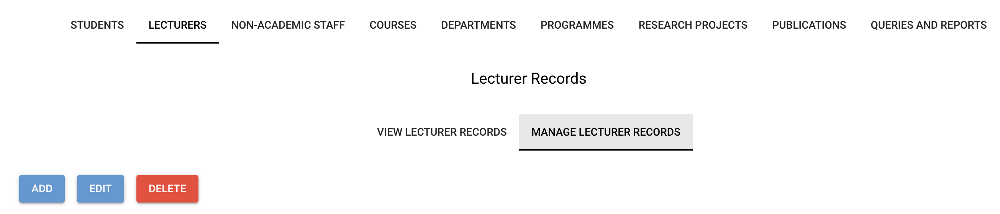 STUDENTS LECTURERS NON-ACADEMIC STAFF COURSES DEPARTMENTS PROGRAMMES RESEARCH PROJECTS PUBLICATIONS QUERIES AND REPORTS
Lecturer Records
VIEW LECTURER RECORDS MANAGE LECTURER RECORDS
ADD EDIT DELETE